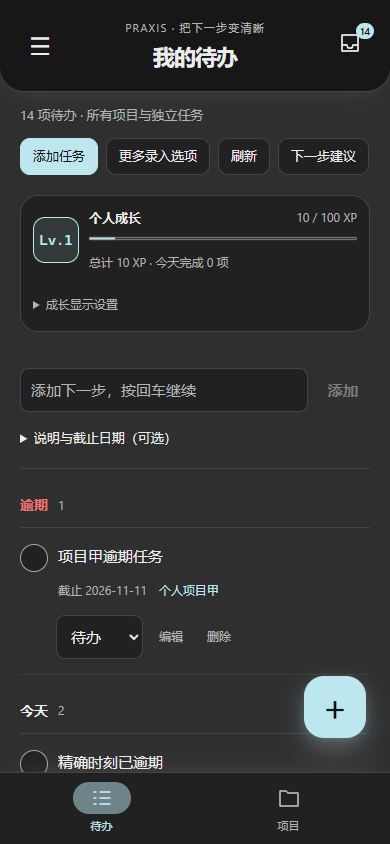 PRAXIS · 把下一步变清晰
我的待办
14
14 项待办 · 所有项目与独立任务
添加任务
更多录入选项
刷新
下一步建议
Lv.1
个人成长
10 / 100 XP
总计 10 XP · 今天完成 0 项
成长显示设置
添加下一步，按回车继续
添加
说明与截止日期（可选）
逾期 1
项目甲逾期任务
截止 2026-11-11 个人项目甲
待办
编辑
删除
今天 2
精确时刻已逾期
待办
项目